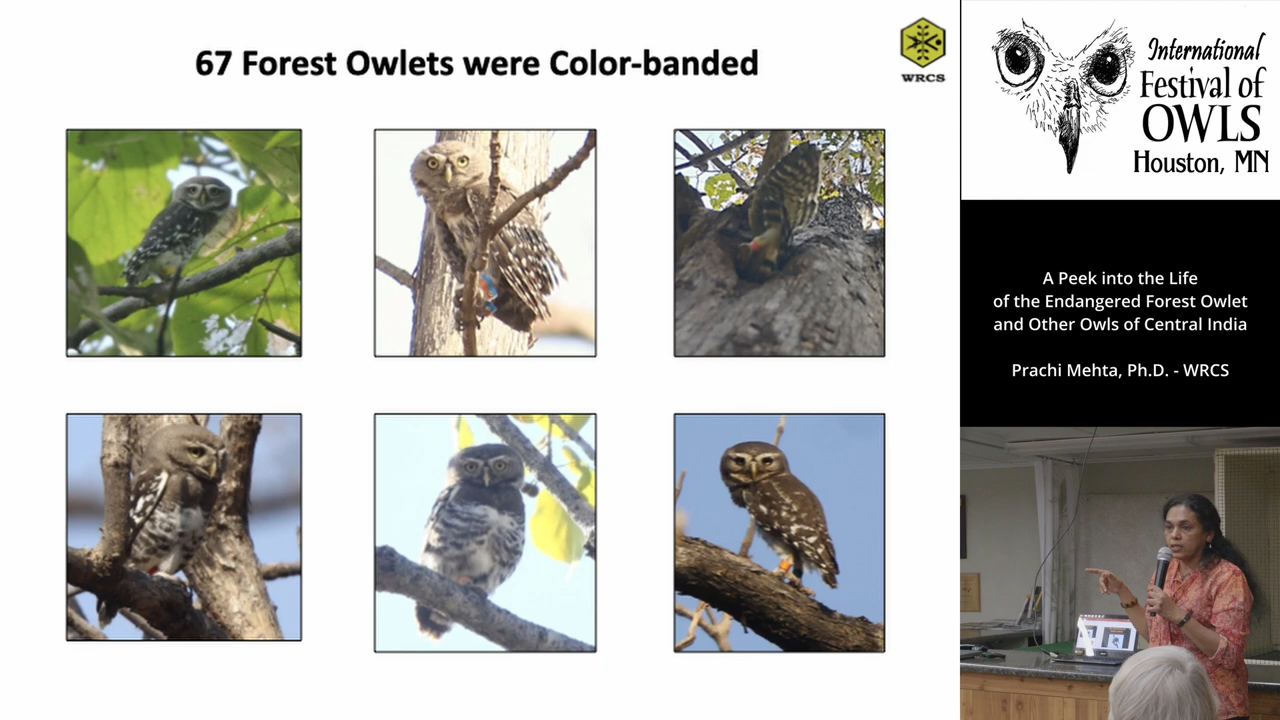 67 Forest Owlets were Color-banded
WRCS
International
Festival of
OWLS
Houston, MN
A Peek into the Life
of the Endangered Forest Owlet
and Other Owls of Central India
Prachi Mehta, Ph.D. - WRCS